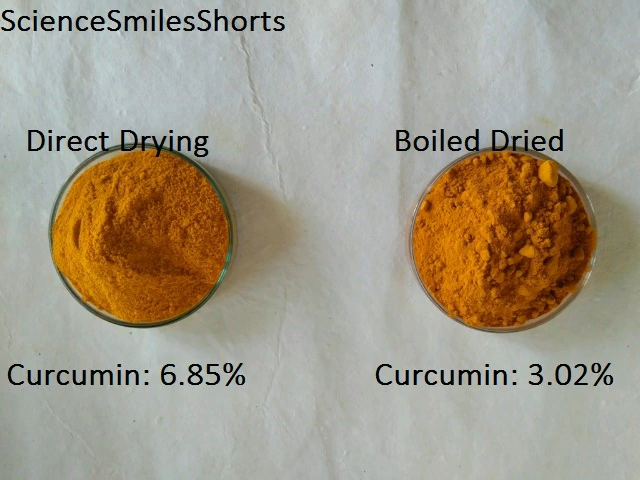 ScienceSmilesShorts
Direct Drying
Boiled Dried
Curcumin: 6.85%
Curcumin: 3.02%